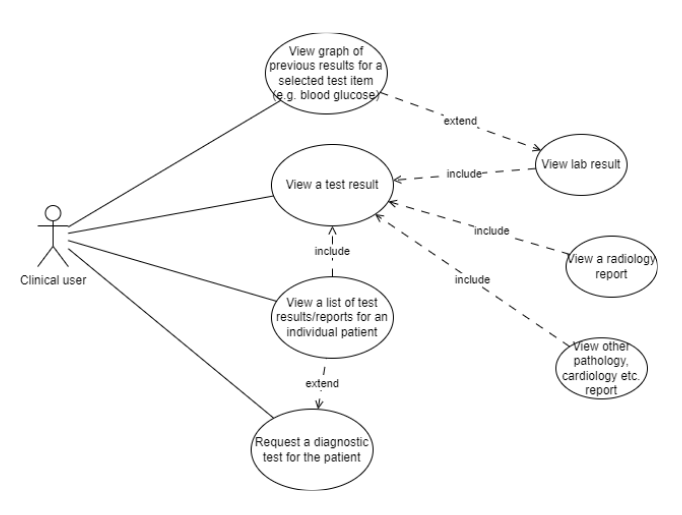 View graph of
previous results for a
selected test item
(e.g. blood glucose)
extend
View lab result
View a test result
include
include
View a radiology
report
include
include
Clinical user
View a list of test
results/reports for an
individual patient
View other
pathology,
cardiology etc.
report
extend
Request a diagnostic
test for the patient